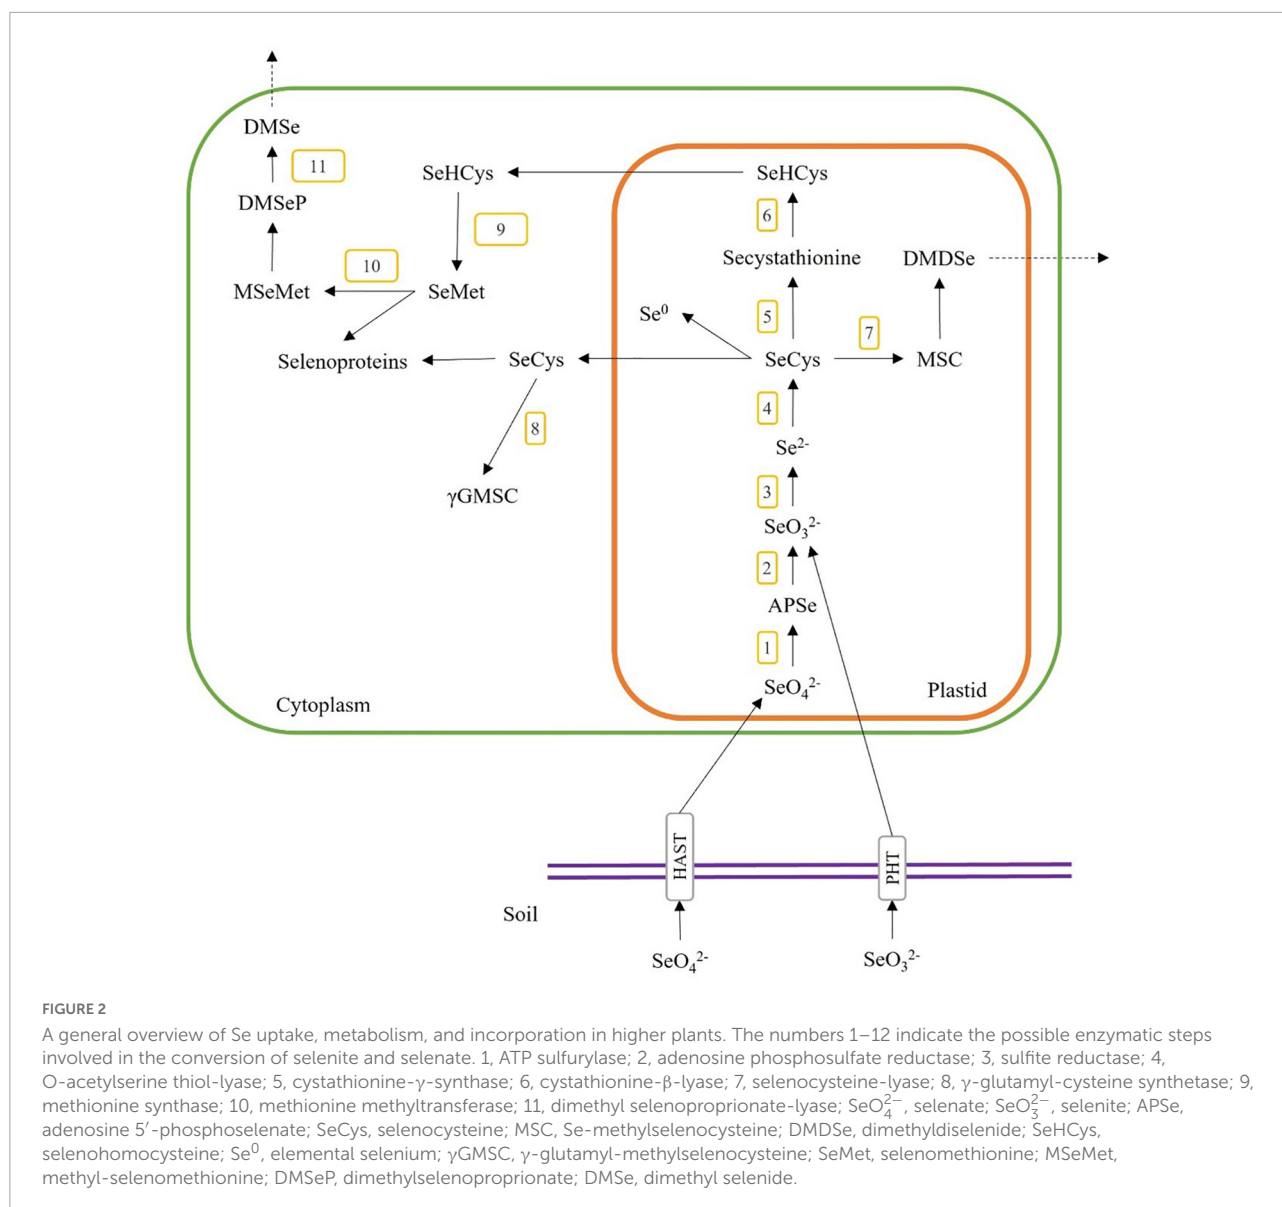 DMSe
11
SeHCys
SeHCys
DMSeP
6
9
Secystathionine
DMDSe
10
MSeMet
SeMet
Se⁰
5
7
Selenoproteins
SeCys
SeCys
MSC
4
8
Se²⁻
γGMSC
3
SeO₃²⁻
2
APSe
1
SeO₄²⁻
Plastid
Cytoplasm
HAST
PHT
Soil
SeO₄²⁻
SeO₃²⁻
FIGURE 2
A general overview of Se uptake, metabolism, and incorporation in higher plants. The numbers 1–12 indicate the possible enzymatic steps
involved in the conversion of selenite and selenate. 1, ATP sulfurylase; 2, adenosine phosphosulfate reductase; 3, sulfite reductase; 4,
O-acetylserine thiol-lyase; 5, cystathionine-γ-synthase; 6, cystathionine-β-lyase; 7, selenocysteine-lyase; 8, γ-glutamyl-cysteine synthetase; 9,
methionine synthase; 10, methionine methyltransferase; 11, dimethyl selenoproprionate-lyase; SeO₄²⁻, selenate; SeO₃²⁻, selenite; APSe,
adenosine 5′-phosphoselenate; SeCys, selenocysteine; MSC, Se-methylselenocysteine; DMDSe, dimethyldiselenide; SeHCys,
selenohomocysteine; Se⁰, elemental selenium; γGMSC, γ-glutamyl-methylselenocysteine; SeMet, selenomethionine; MSeMet,
methyl-selenomethionine; DMSeP, dimethylselenoproprionate; DMSe, dimethyl selenide.